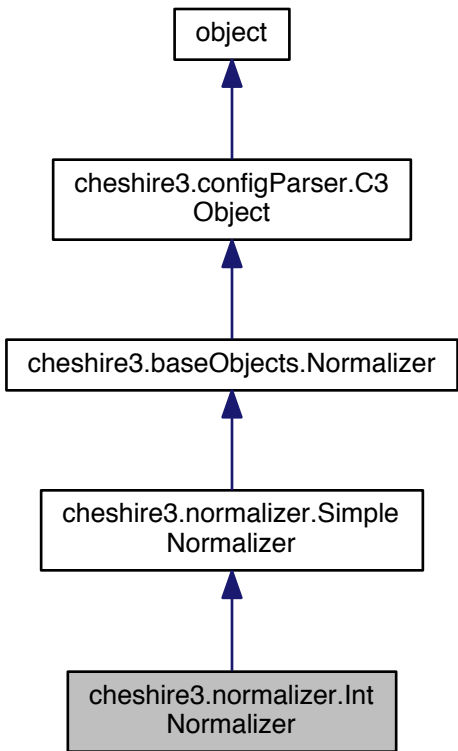 object
cheshire3.configParser.C3
Object
cheshire3.baseObjects.Normalizer
cheshire3.normalizer.Simple
Normalizer
cheshire3.normalizer.Int
Normalizer